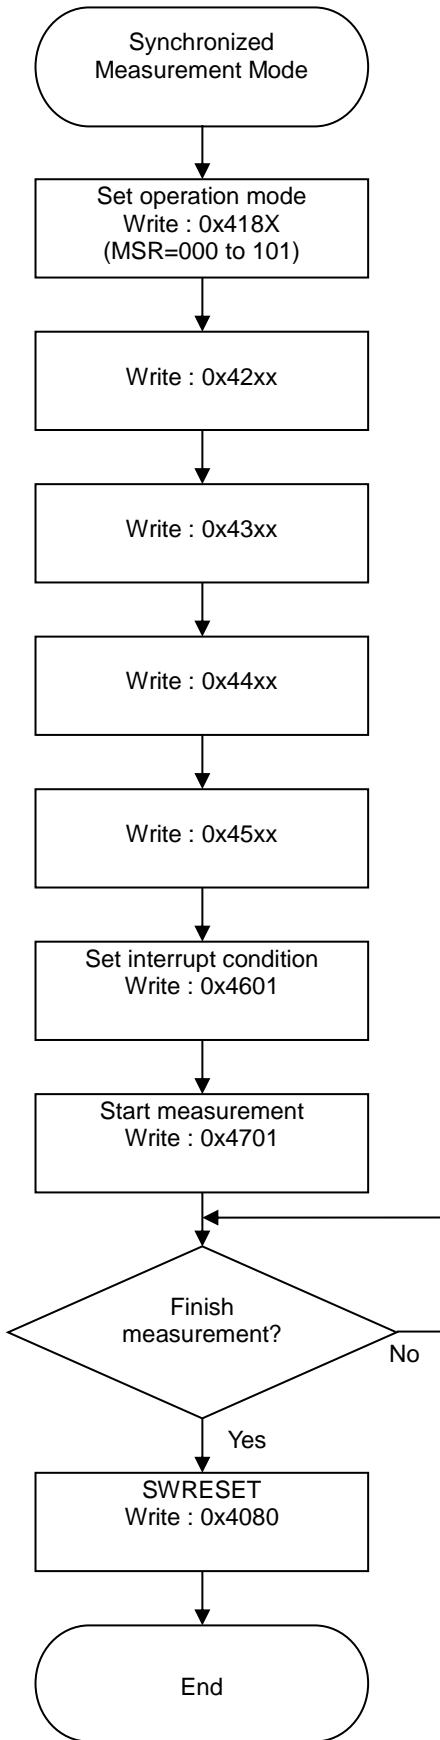 Synchronized
Measurement Mode
Set operation mode
Write : 0x418X
(MSR=000 to 101)
Write : 0x42xx
Write : 0x43xx
Write : 0x44xx
Write : 0x45xx
Set interrupt condition
Write : 0x4601
Start measurement
Write : 0x4701
Finish
measurement?
No
Yes
SWRESET
Write : 0x4080
End